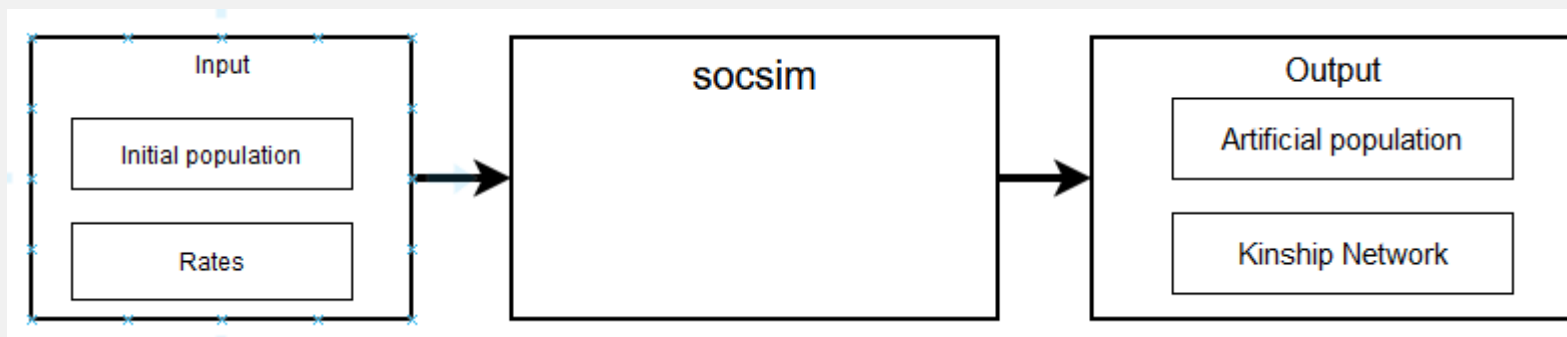 Input
Initial population
Rates
socsim
Output
Artificial population
Kinship Network